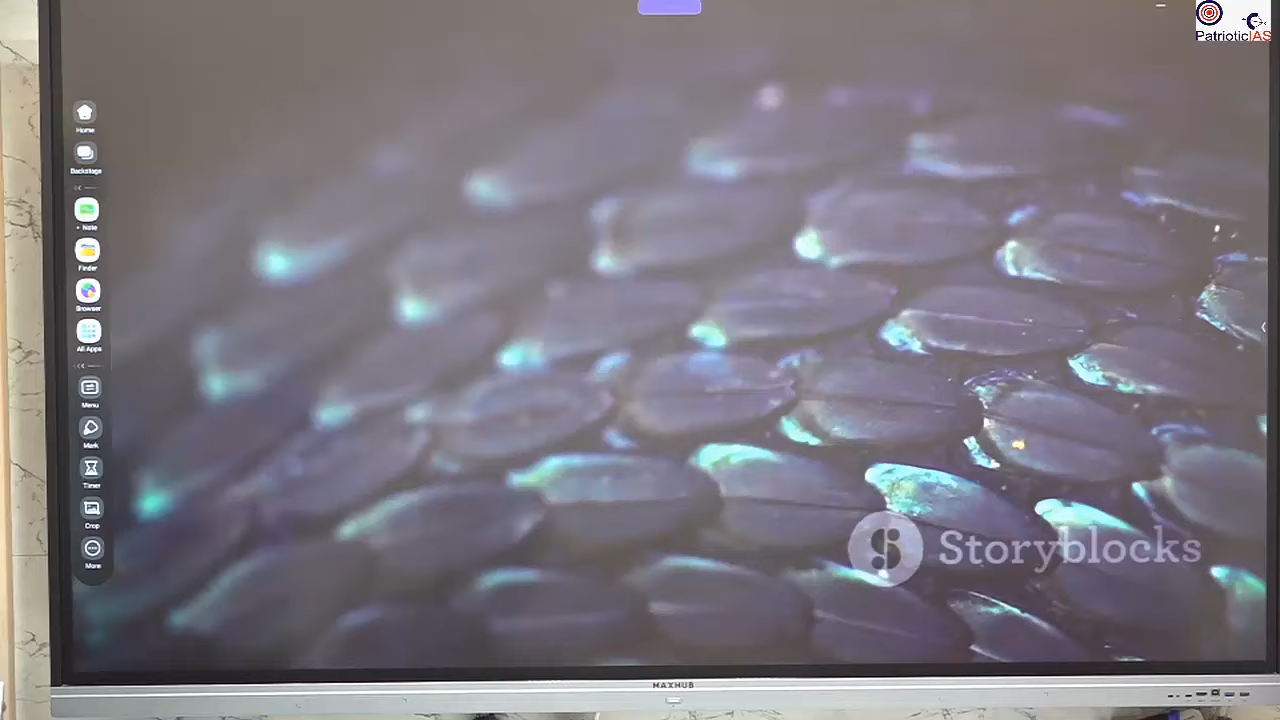 PatrioticIAS
Home
Backstage
Note
Finder
Browser
All Apps
Menu
Mark
Timer
Crop
More
Storyblocks
MAXHUB